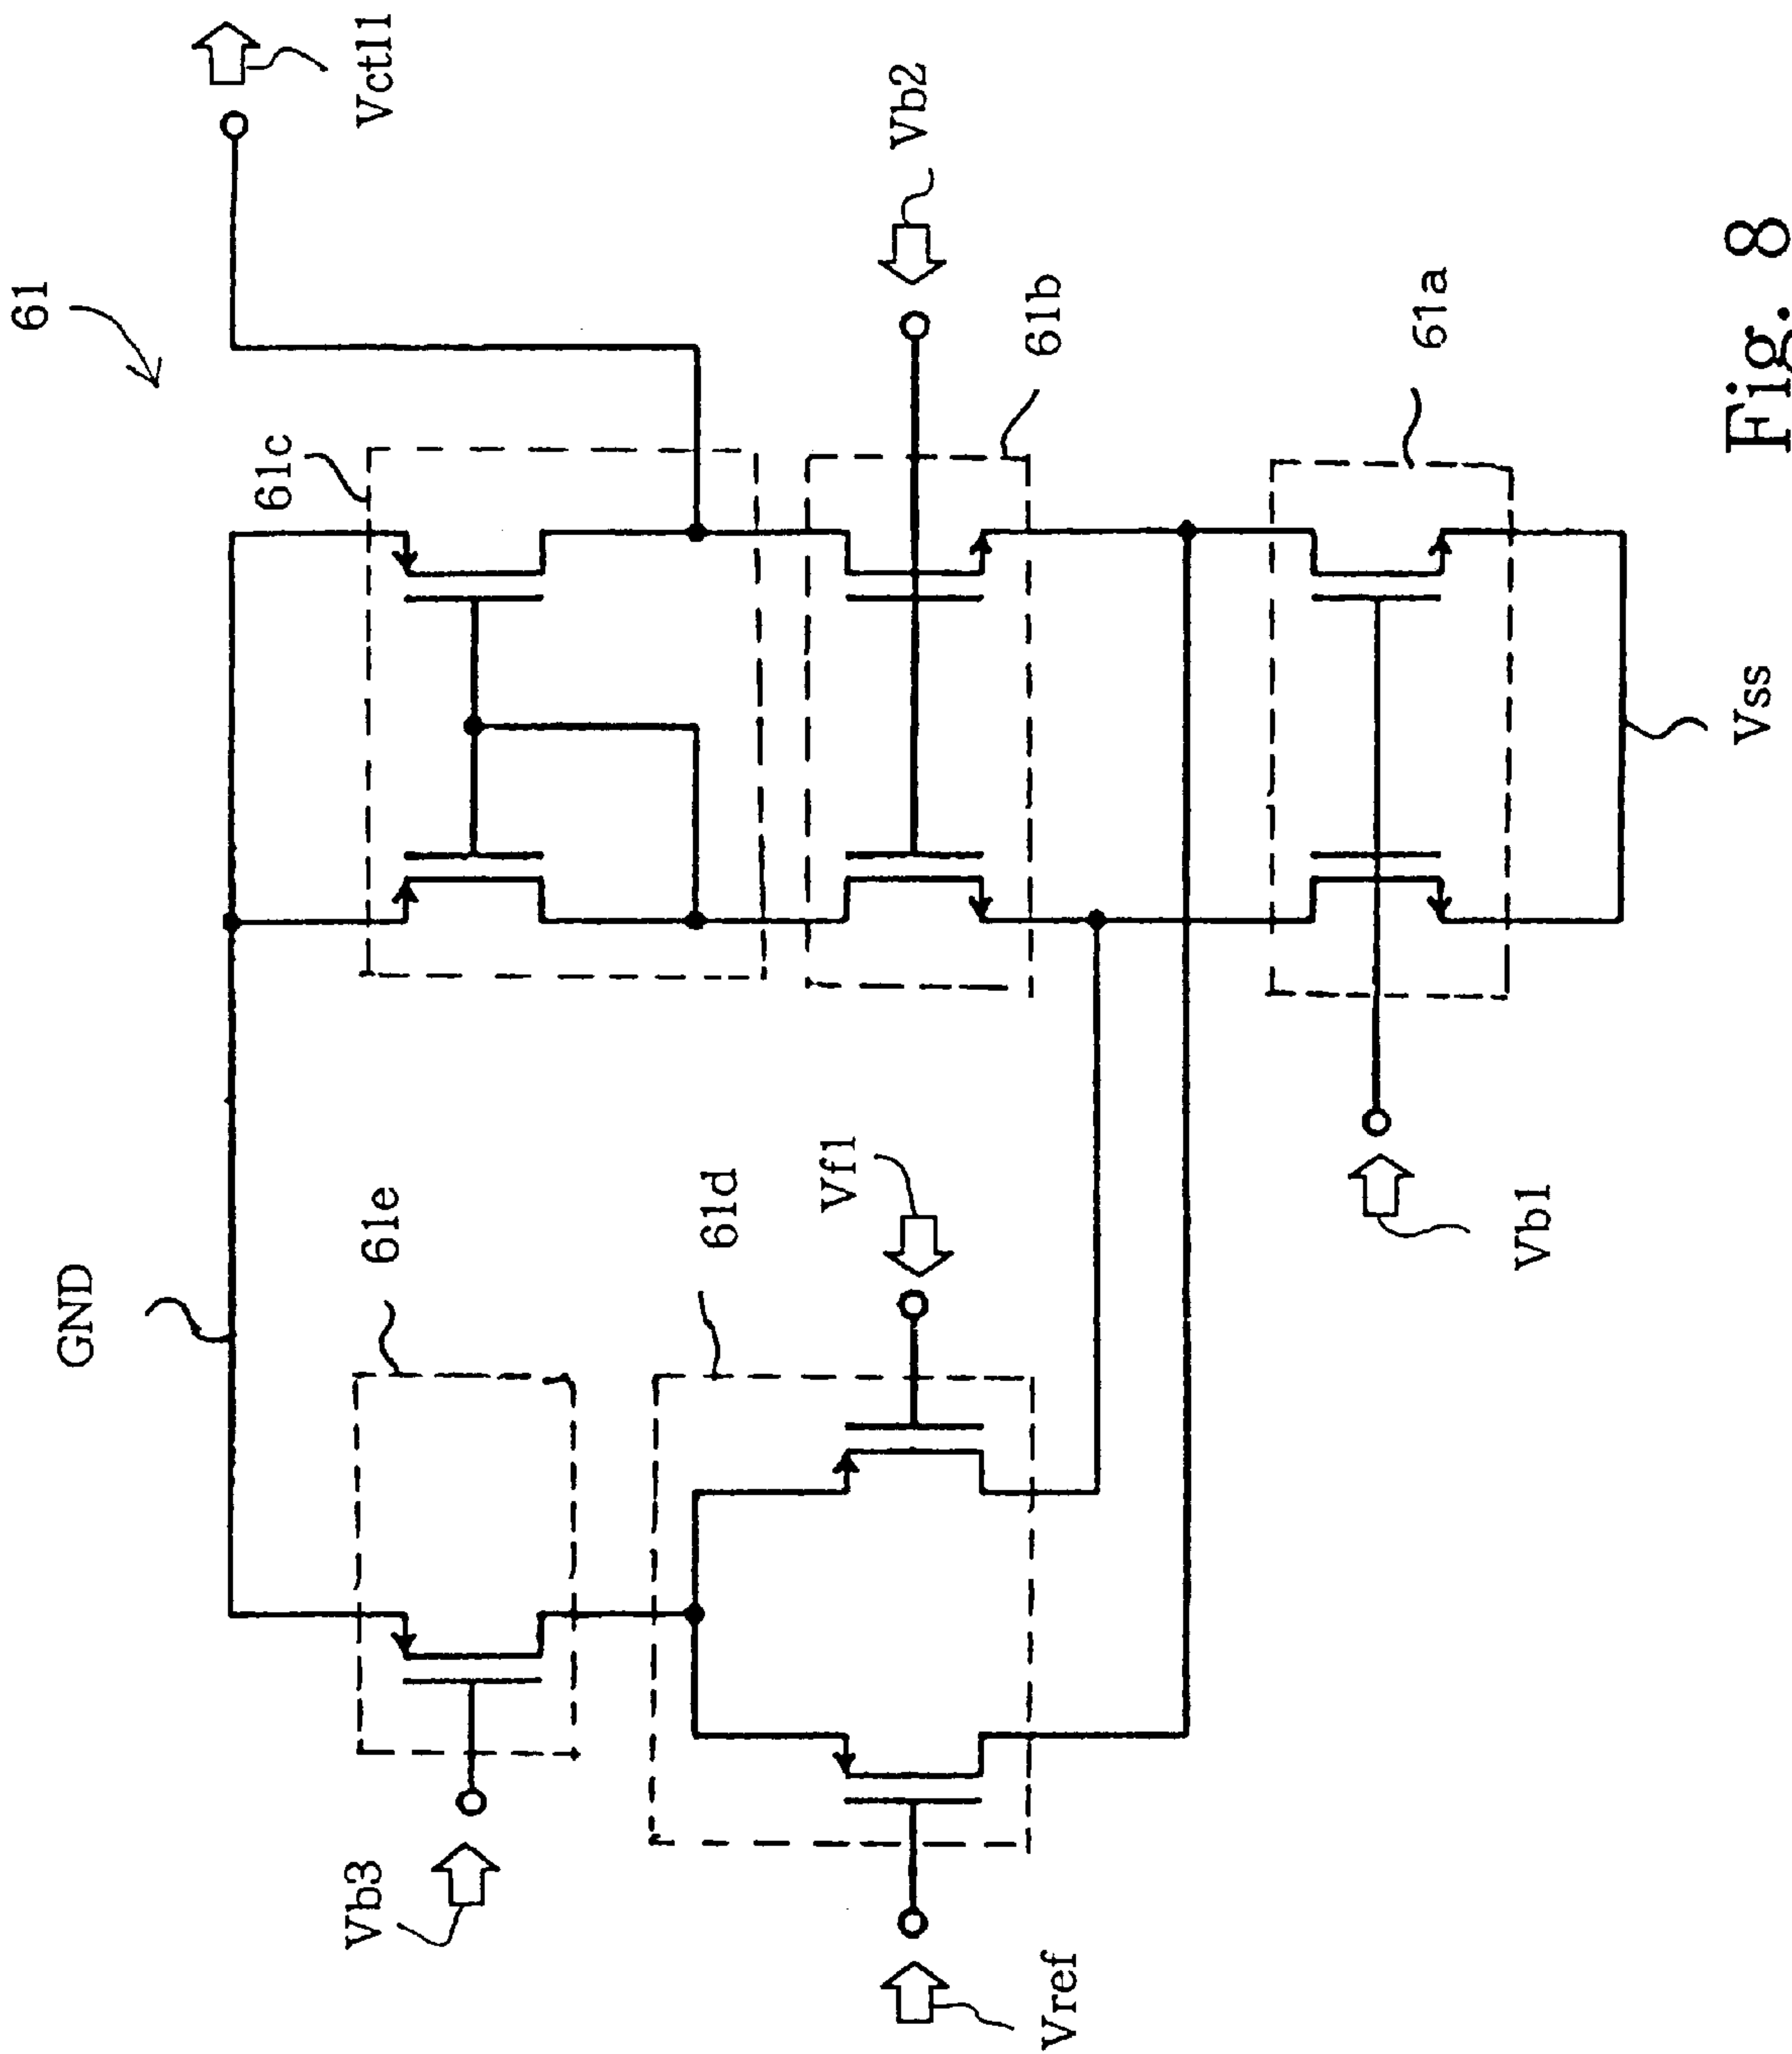 61
GND
Vctl1
61c
61e
Vb3
61d
Vf1
Vb2
61b
Vref
61a
Vb1
Vss
Fig. 8